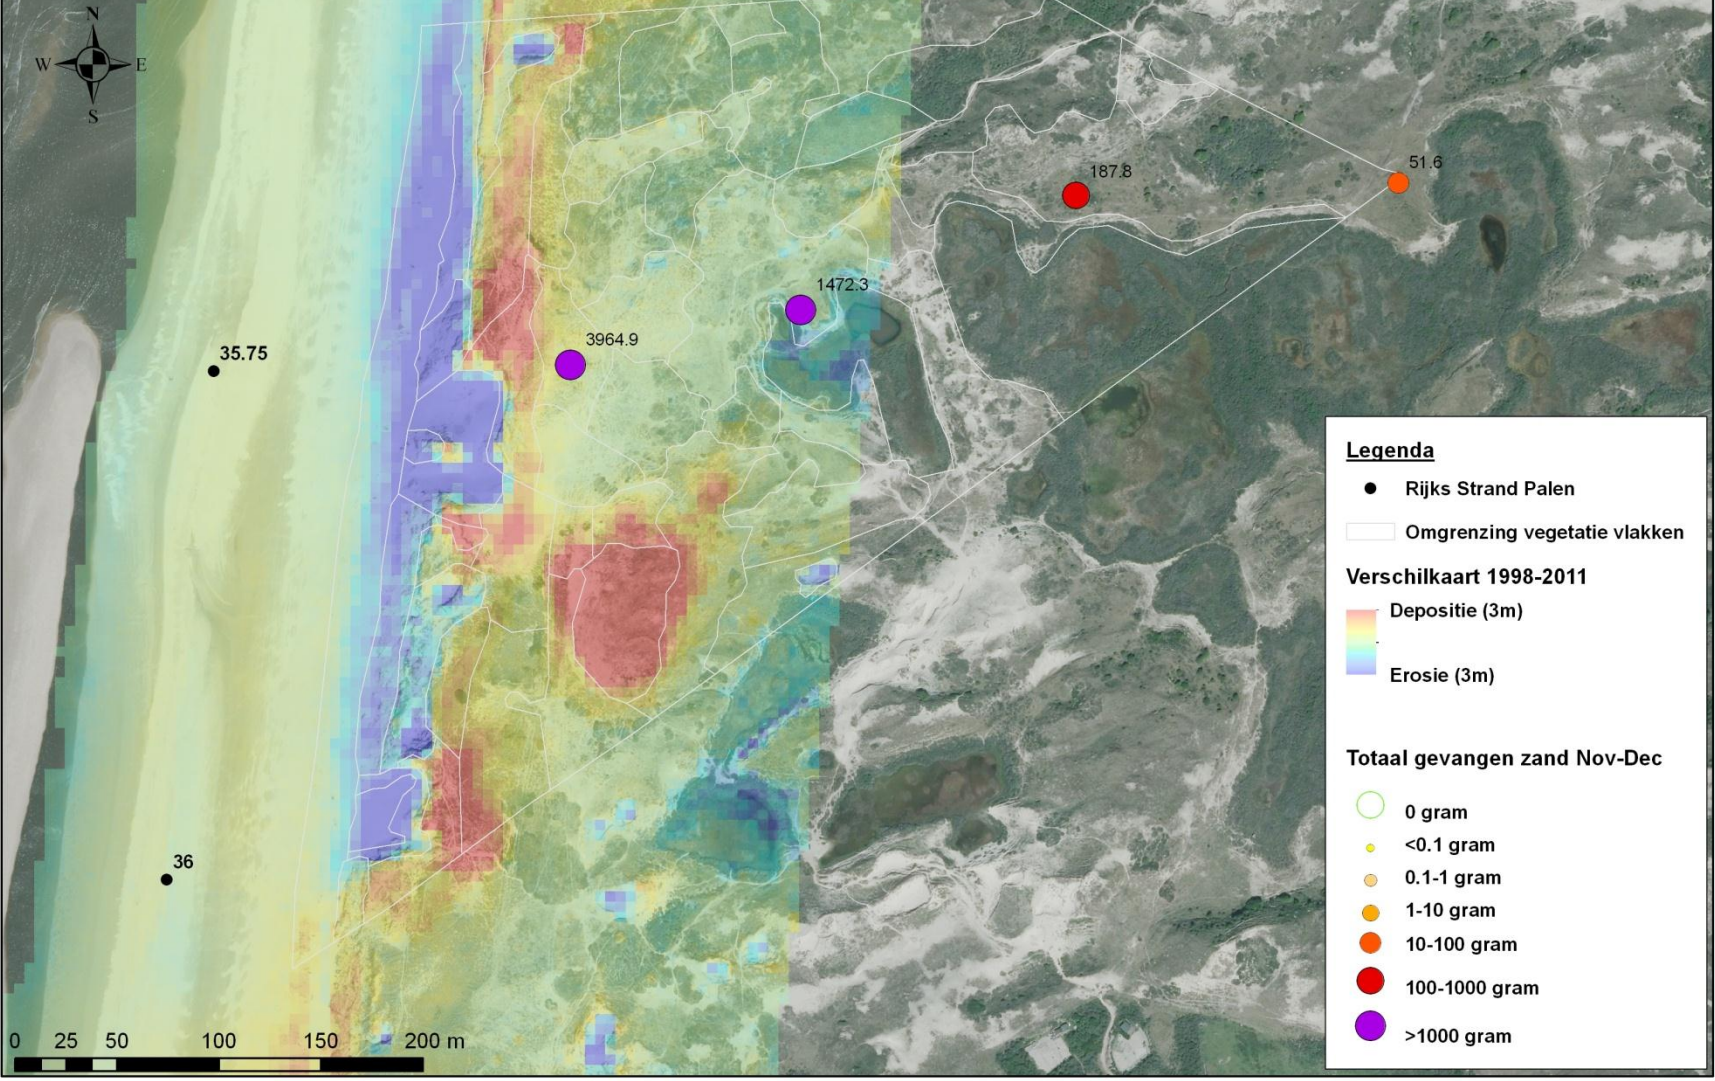 N
W E
S
51.6
187.8
1472.3
3964.9
35.75
36
0 25 50 100 150 200 m
Legenda
Rijks Strand Palen
Omgrenzing vegetatie vlakken
Verschilkaart 1998-2011
Depositie (3m)
Erosie (3m)
Totaal gevangen zand Nov-Dec
0 gram
<0.1 gram
0.1-1 gram
1-10 gram
10-100 gram
100-1000 gram
>1000 gram